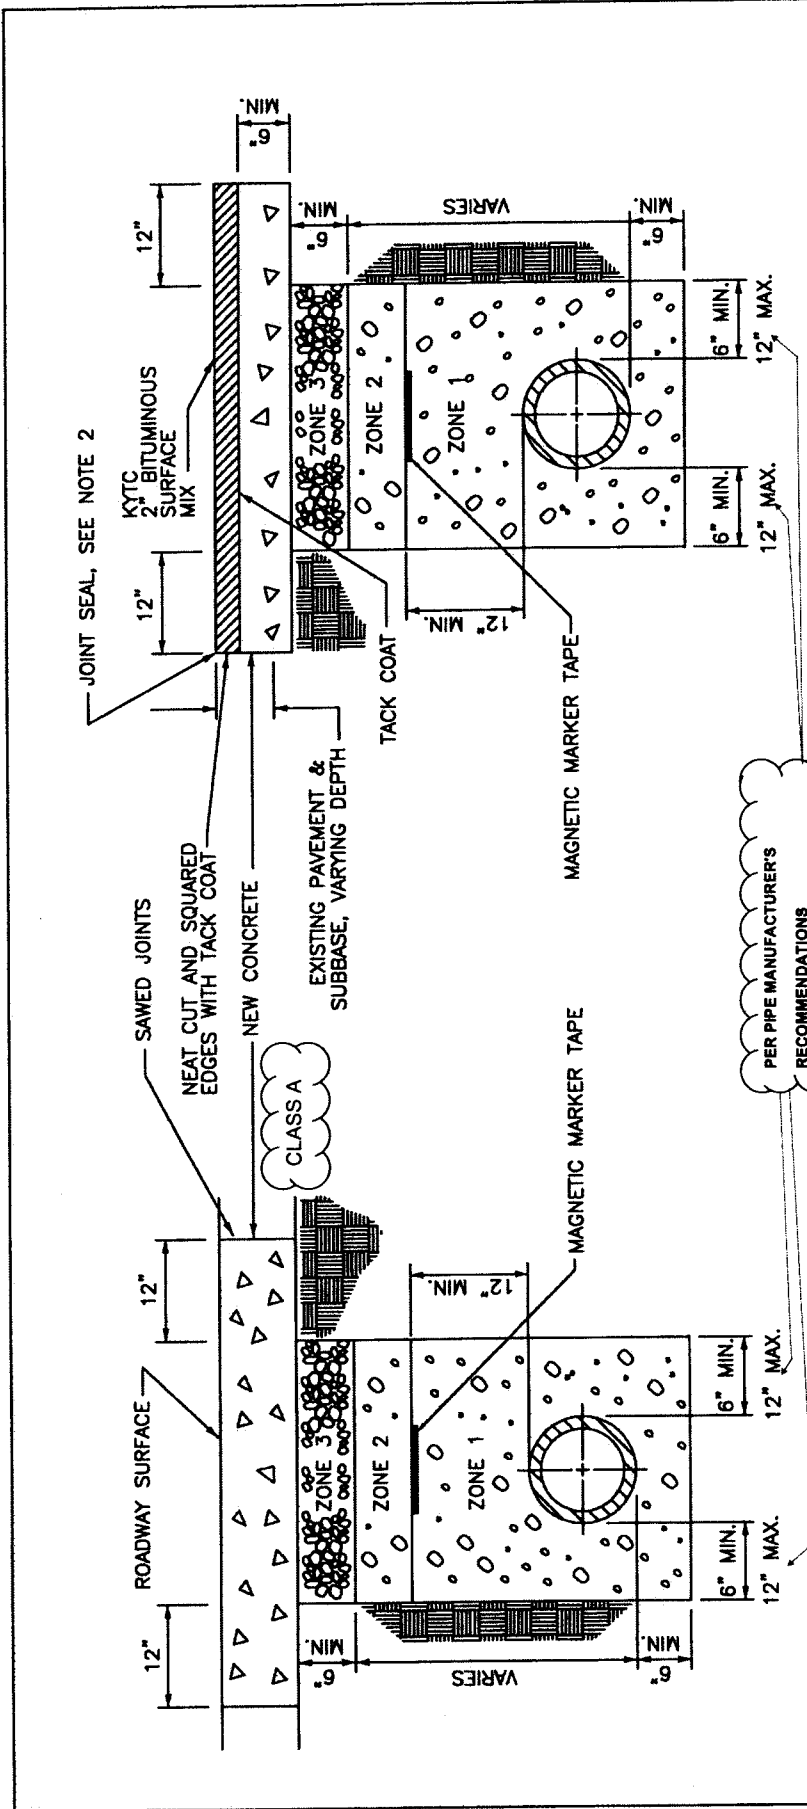 12"
ROADWAY SURFACE
12"
SAWED JOINTS
NEAT CUT AND SQUARED
EDGES WITH TACK COAT
NEW CONCRETE
CLASS A
EXISTING PAVEMENT &
SUBBASE, VARYING DEPTH
6"
MIN.
VARIES
6"
MIN.
ZONE 3
ZONE 2
ZONE 1
12" MIN.
6" MIN.
12" MAX.
6" MIN.
12" MAX.
MAGNETIC MARKER TAPE
JOINT SEAL, SEE NOTE 2
12"
KYTC
2" BITUMINOUS
SURFACE
MIX
12"
6"
MIN.
TACK COAT
ZONE 3
ZONE 2
ZONE 1
6"
MIN.
VARIES
6"
MIN.
12" MIN.
MAGNETIC MARKER TAPE
6" MIN.
12" MAX.
6" MIN.
12" MAX.
PER PIPE MANUFACTURER'S
RECOMMENDATIONS